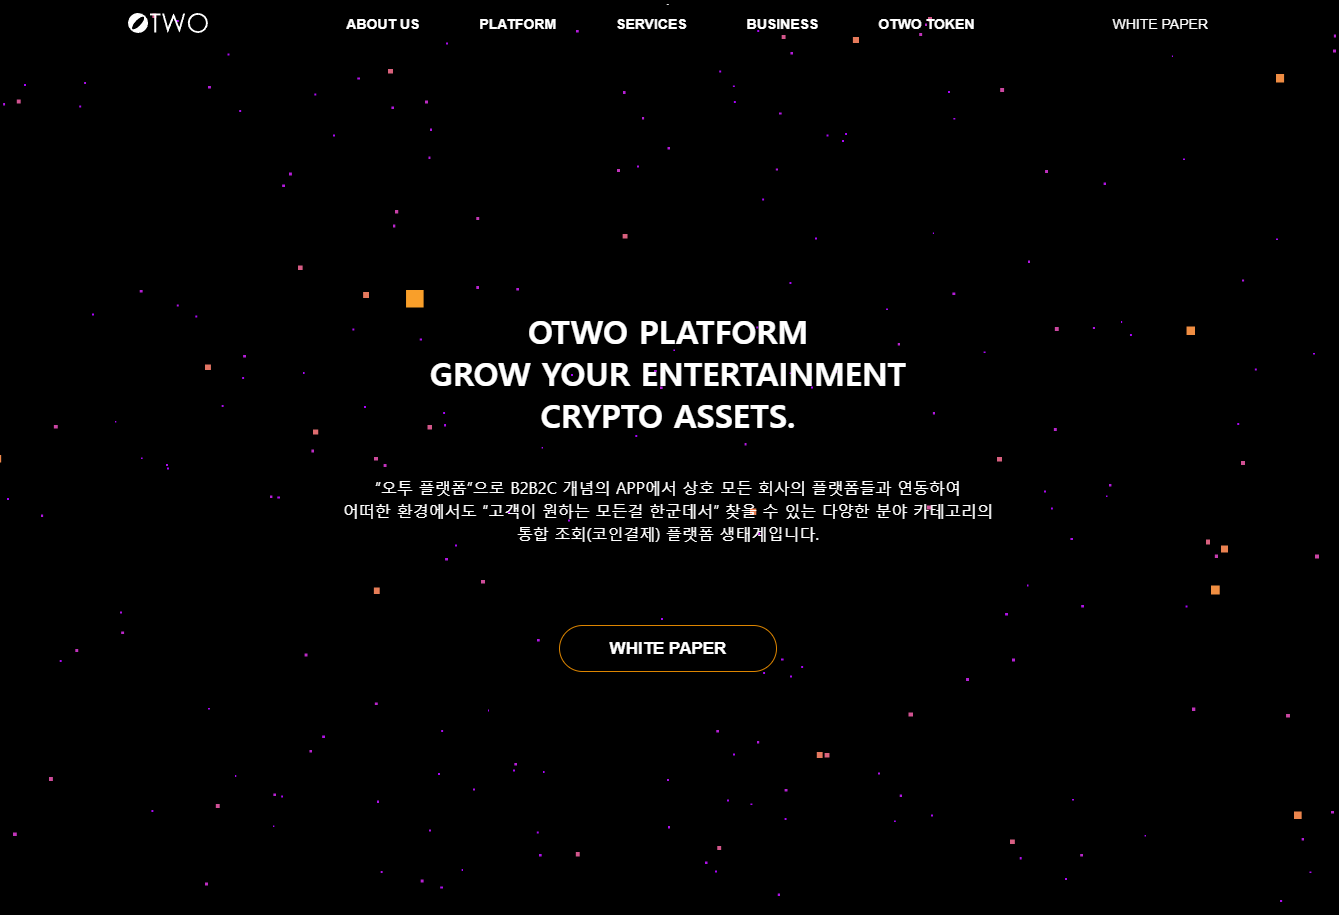 OTWO
ABOUT US
PLATFORM
SERVICES
BUSINESS
OTWO TOKEN
WHITE PAPER
OTWO PLATFORM
GROW YOUR ENTERTAINMENT
CRYPTO ASSETS.
"오투 플랫폼"으로 B2B2C 개념의 APP에서 상호 모든 회사의 플랫폼들과 연동하여
어떠한 환경에서도 "고객이 원하는 모든걸 한군데서" 찾을 수 있는 다양한 분야 카테고리의
통합 조회(코인결제) 플랫폼 생태계입니다.
WHITE PAPER